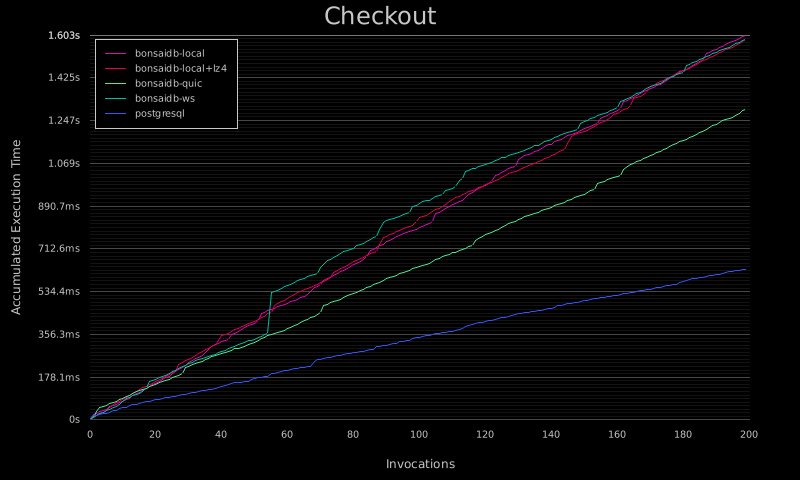 Checkout
1.603s
1.425s
1.247s
1.069s
890.7ms
712.6ms
534.4ms
356.3ms
178.1ms
0s
Accumulated Execution Time
bonsaidb-local
bonsaidb-local+lz4
bonsaidb-quic
bonsaidb-ws
postgresql
0 20 40 60 80 100 120 140 160 180 200
Invocations